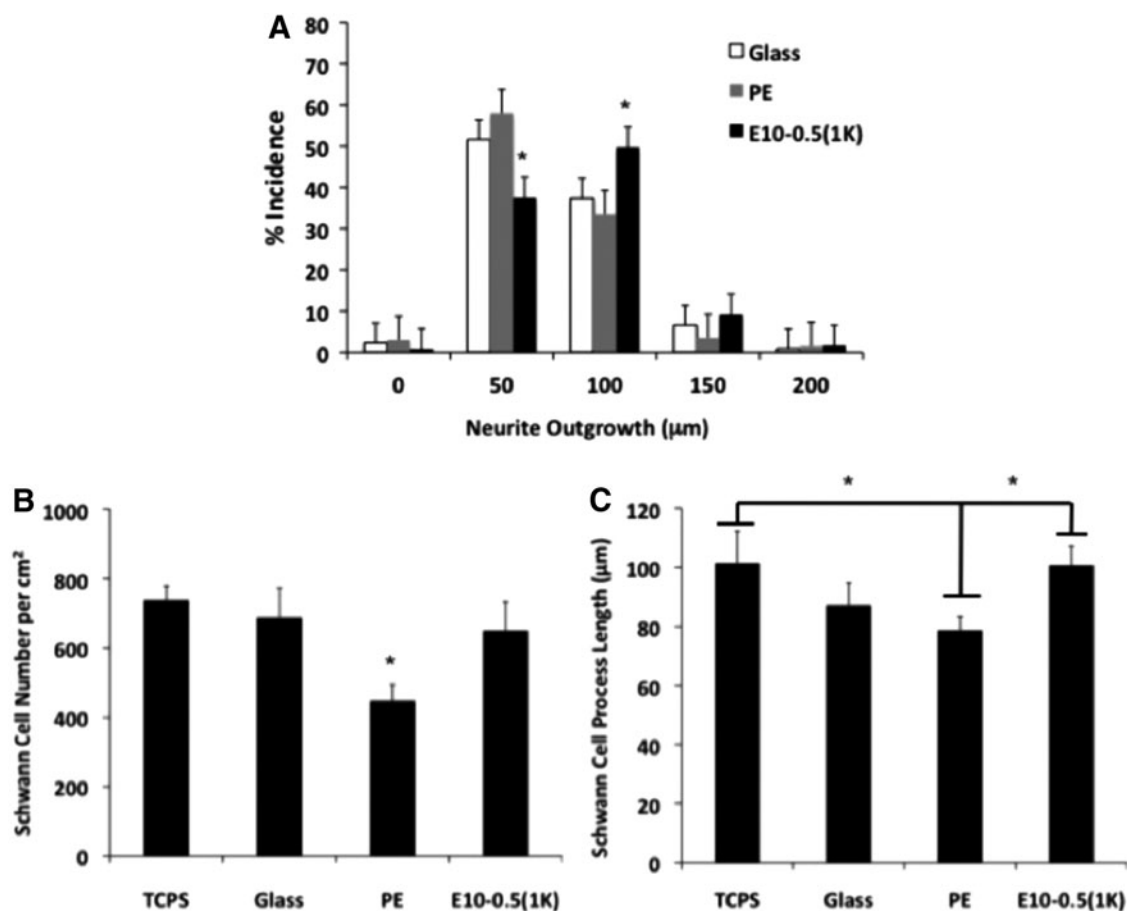 A
80
70
60
50
40
30
20
10
0
% Incidence
Glass
PE
E10-0.5(1K)
*
*
0 50 100 150 200
Neurite Outgrowth (μm)
B
1000
800
600
400
200
0
Schwann Cell Number per cm²
*
TCPS Glass PE E10-0.5(1K)
C
* *
120
100
80
60
40
20
0
Schwann Cell Process Length (μm)
TCPS Glass PE E10-0.5(1K)